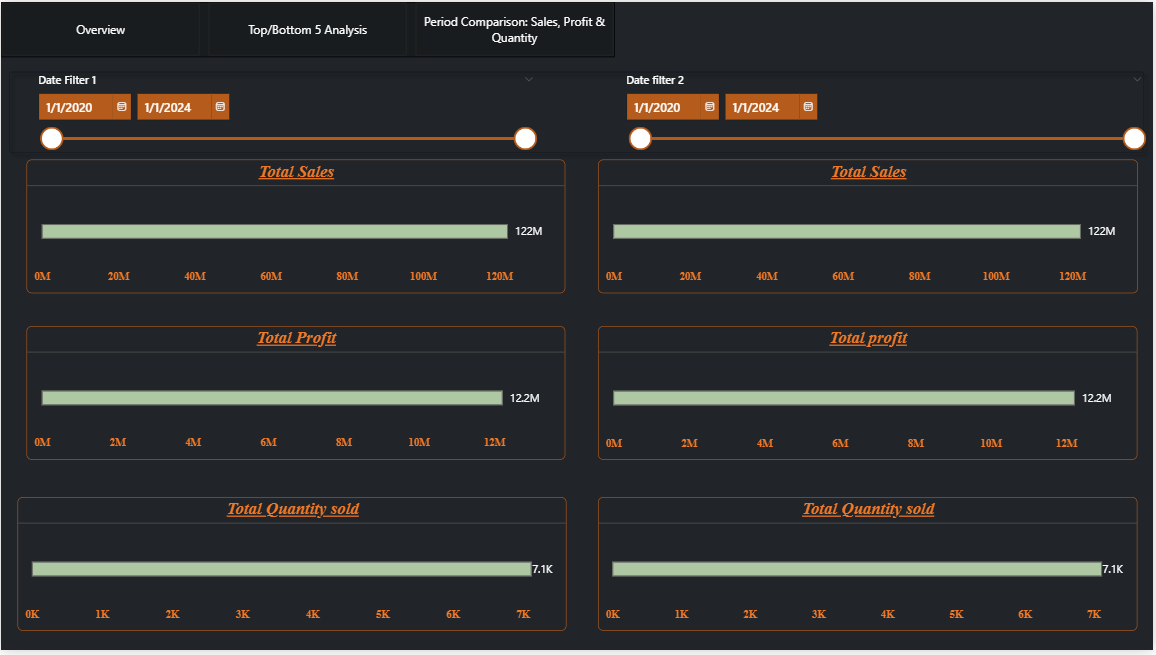 Overview
Top/Bottom 5 Analysis
Period Comparison: Sales, Profit &
Quantity
Date Filter 1
1/1/2020
1/1/2024
Date filter 2
1/1/2020
1/1/2024
Total Sales
122M
0M 20M 40M 60M 80M 100M 120M
Total Sales
122M
0M 20M 40M 60M 80M 100M 120M
Total Profit
12.2M
0M 2M 4M 6M 8M 10M 12M
Total profit
12.2M
0M 2M 4M 6M 8M 10M 12M
Total Quantity sold
7.1K
0K 1K 2K 3K 4K 5K 6K 7K
Total Quantity sold
7.1K
0K 1K 2K 3K 4K 5K 6K 7K